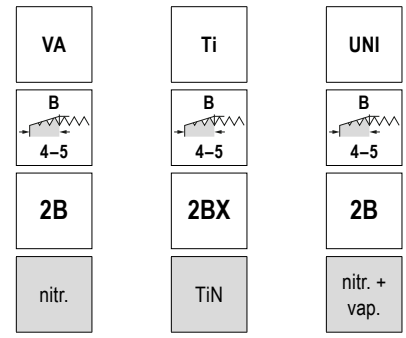 VA Ti UNI
B B B
4–5 4–5 4–5
2B 2BX 2B
nitr. TiN nitr. +
vap.